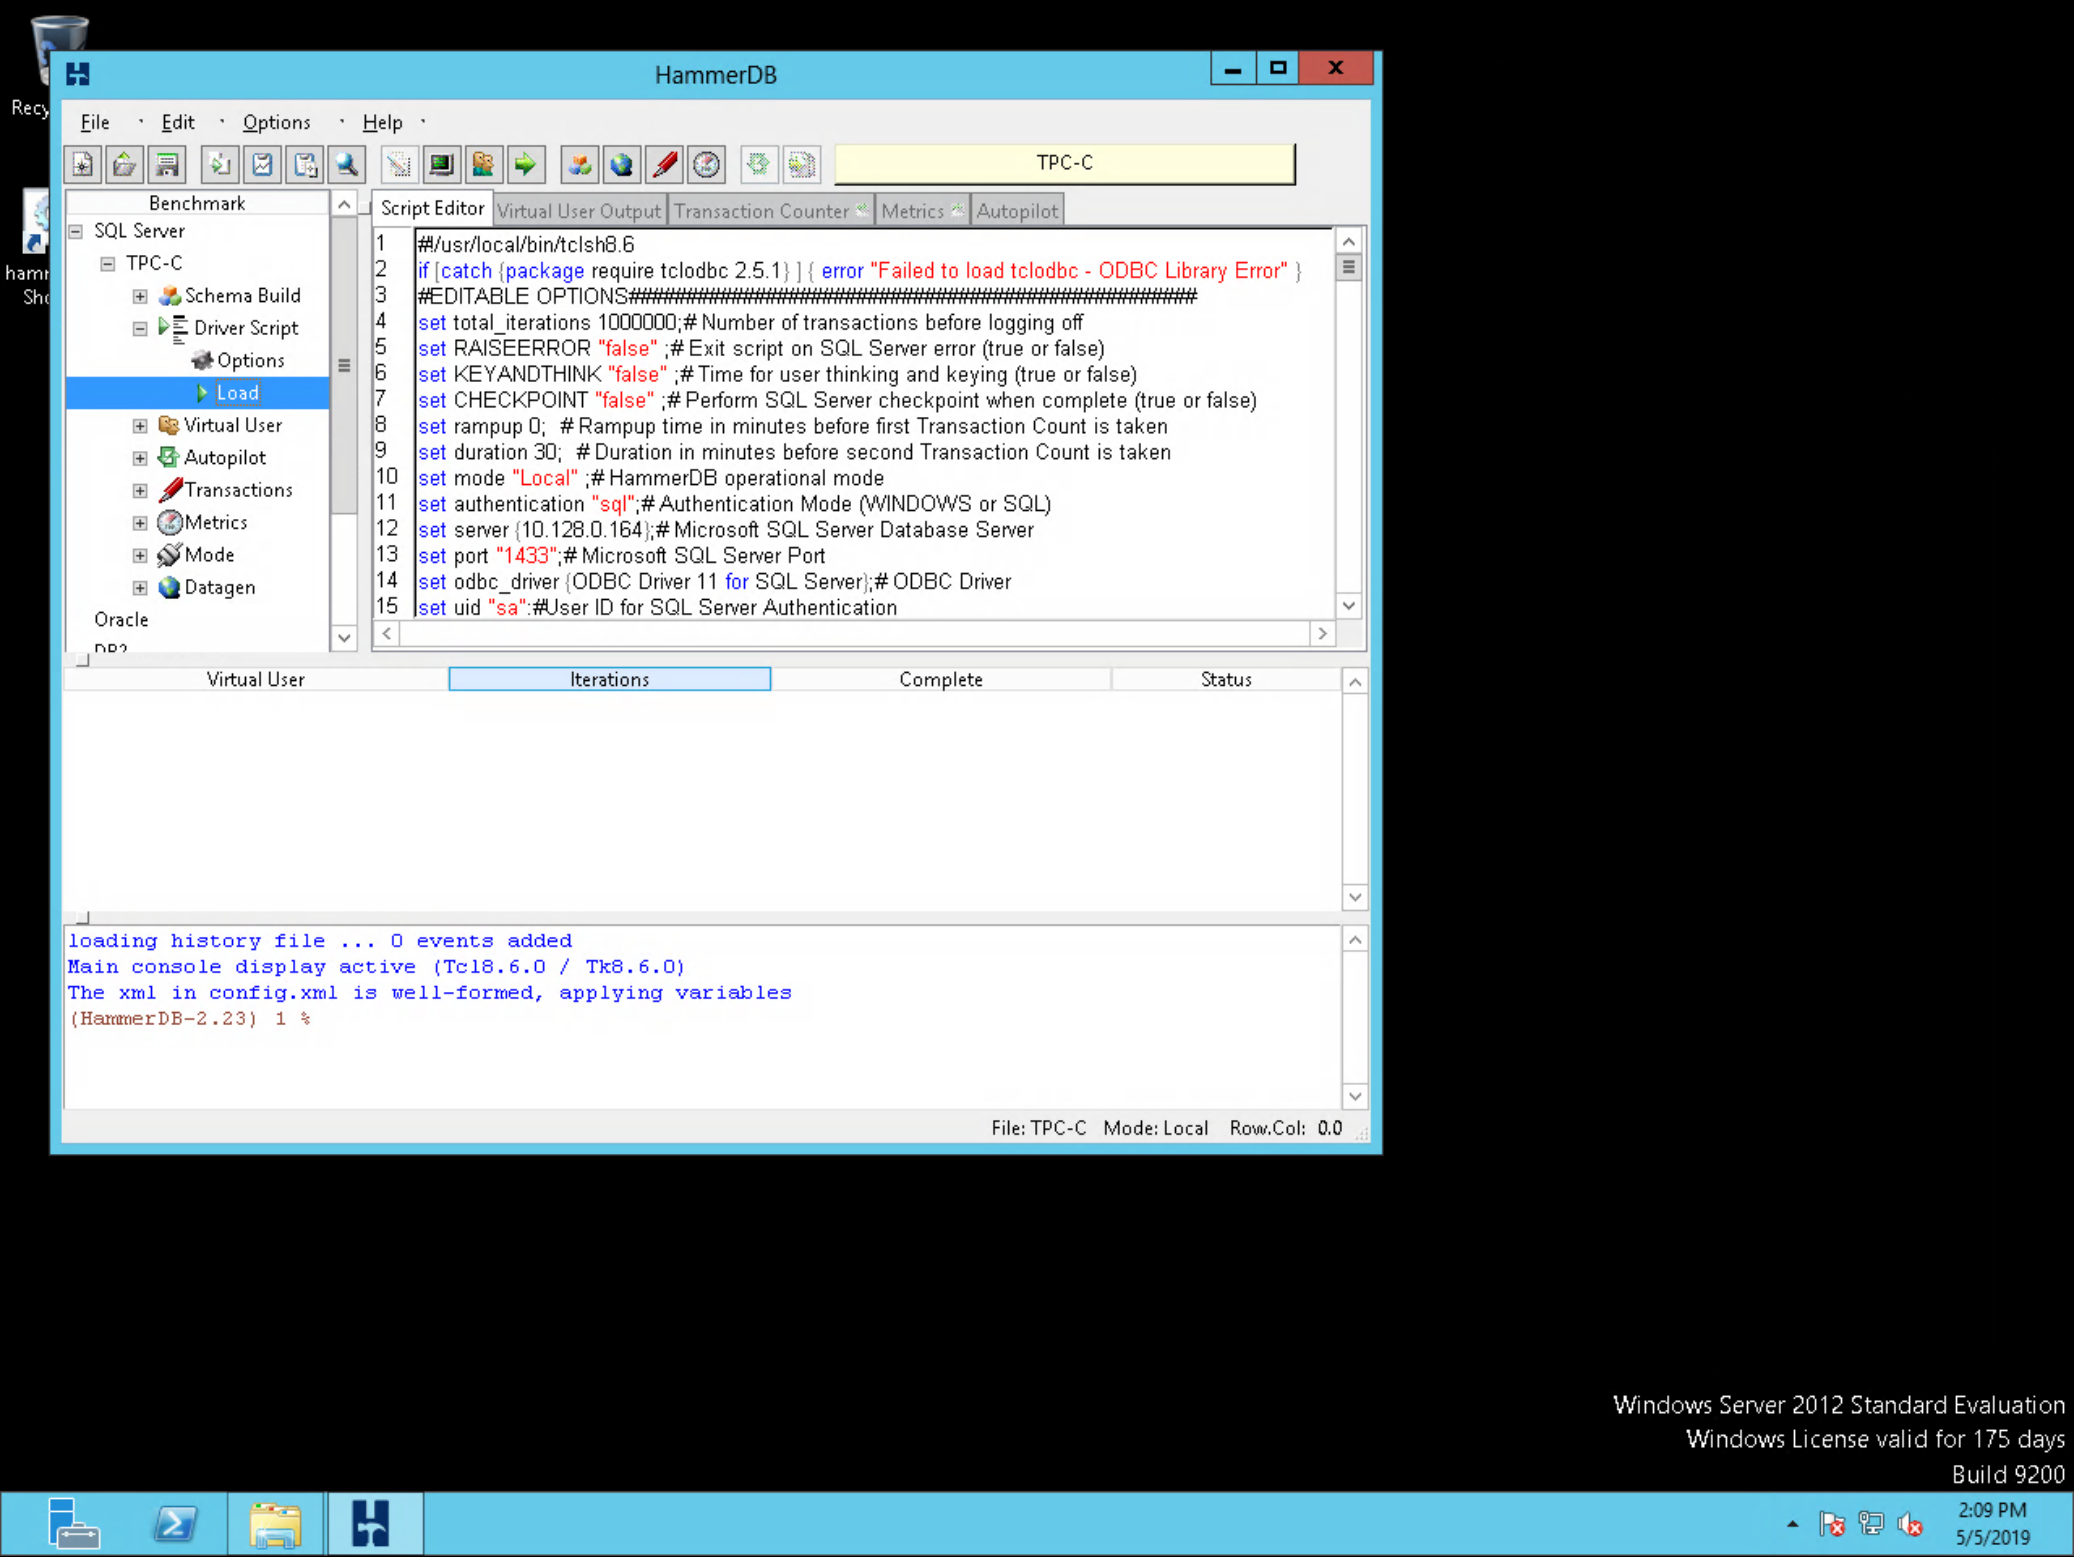 Recy
hamm
Sho
HammerDB
File Edit Options Help
TPC-C
Benchmark
SQL Server
TPC-C
Schema Build
Driver Script
Options
Load
Virtual User
Autopilot
Transactions
Metrics
Mode
Datagen
Oracle
DB2
Script Editor Virtual User Output Transaction Counter Metrics Autopilot
1 #!/usr/local/bin/tclsh8.6
2 if [catch {package require tclodbc 2.5.1} ] { error "Failed to load tclodbc - ODBC Library Error" }
3 #EDITABLE OPTIONS##################################################
4 set total_iterations 1000000;# Number of transactions before logging off
5 set RAISEERROR "false" ;# Exit script on SQL Server error (true or false)
6 set KEYANDTHINK "false" ;# Time for user thinking and keying (true or false)
7 set CHECKPOINT "false" ;# Perform SQL Server checkpoint when complete (true or false)
8 set rampup 0;  # Rampup time in minutes before first Transaction Count is taken
9 set duration 30;  # Duration in minutes before second Transaction Count is taken
10 set mode "Local" ;# HammerDB operational mode
11 set authentication "sql";# Authentication Mode (WINDOWS or SQL)
12 set server {10.128.0.164};# Microsoft SQL Server Database Server
13 set port "1433";# Microsoft SQL Server Port
14 set odbc_driver {ODBC Driver 11 for SQL Server};# ODBC Driver
15 set uid "sa";#User ID for SQL Server Authentication
Virtual User Iterations Complete Status
loading history file ... 0 events added
Main console display active (Tcl8.6.0 / Tk8.6.0)
The xml in config.xml is well-formed, applying variables
(HammerDB-2.23) 1 %
File: TPC-C Mode: Local Row.Col: 0.0
Windows Server 2012 Standard Evaluation
Windows License valid for 175 days
Build 9200
2:09 PM
5/5/2019